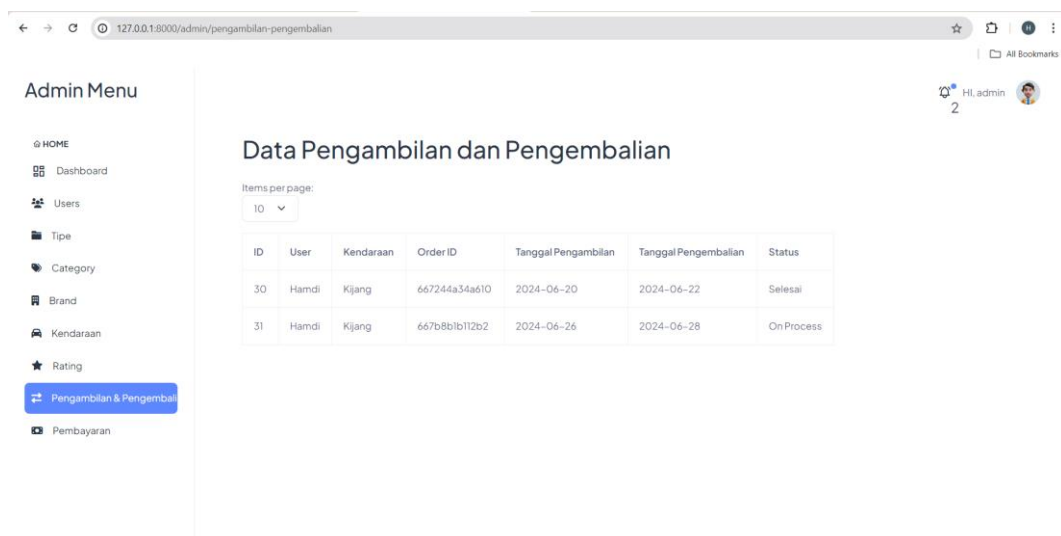 127.0.0.1:8000/admin/pengambilan-pengembalian
All Bookmarks
Admin Menu
HI, admin
2
HOME
Dashboard
Users
Tipe
Category
Brand
Kendaraan
Rating
Pengambilan & Pengembali
Pembayaran
Data Pengambilan dan Pengembalian
Items per page:
10
ID User Kendaraan Order ID Tanggal Pengambilan Tanggal Pengembalian Status
30 Hamdi Kijang 667244a34a610 2024-06-20 2024-06-22 Selesai
31 Hamdi Kijang 667b8b1b112b2 2024-06-26 2024-06-28 On Process